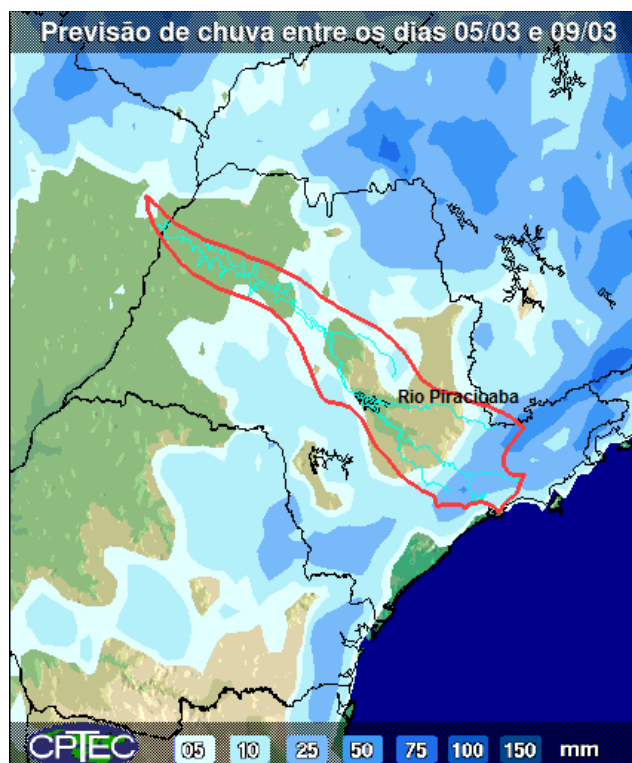 Previsão de chuva entre os dias 05/03 e 09/03
Rio Piracicaba
CPTEC
05 10 25 50 75 100 150 mm